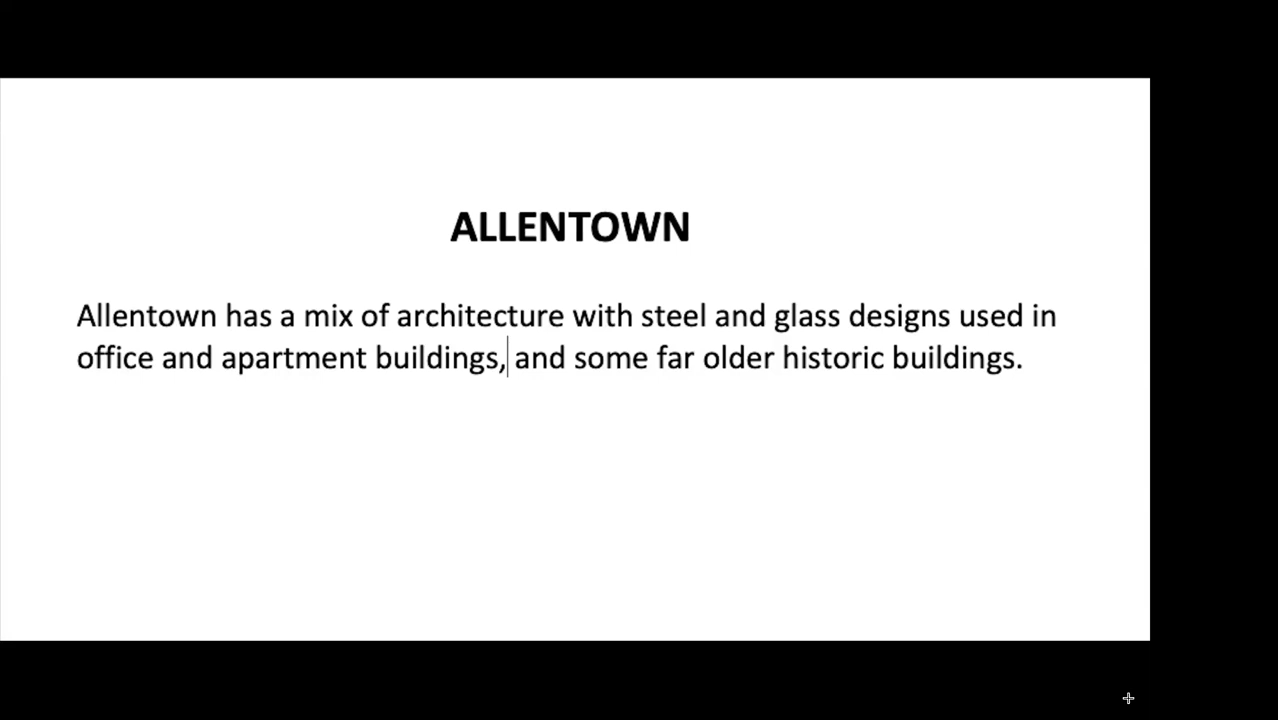 ALLENTOWN
Allentown has a mix of architecture with steel and glass designs used in
office and apartment buildings, and some far older historic buildings.